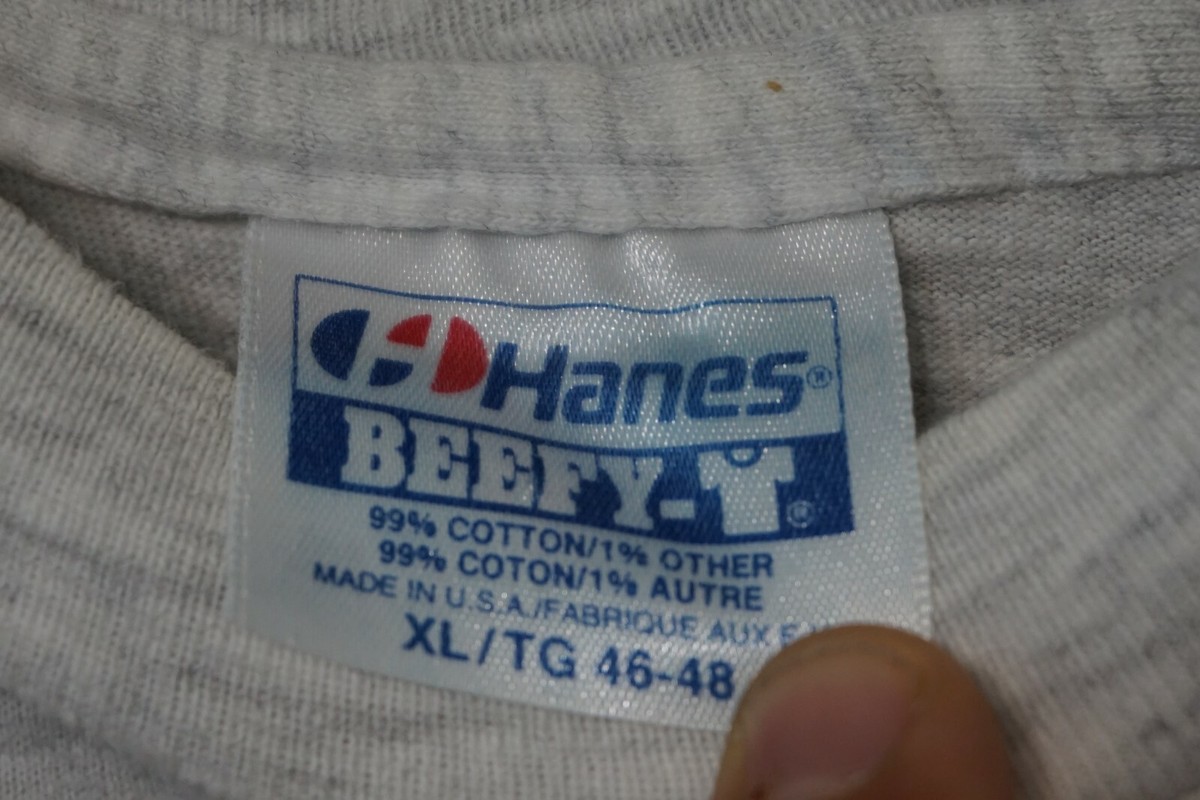 Hanes®
BEEFY-T®
99% COTTON/1% OTHER
99% COTON/1% AUTRE
MADE IN U.S.A./FABRIQUE AUX
XL/TG 46-48